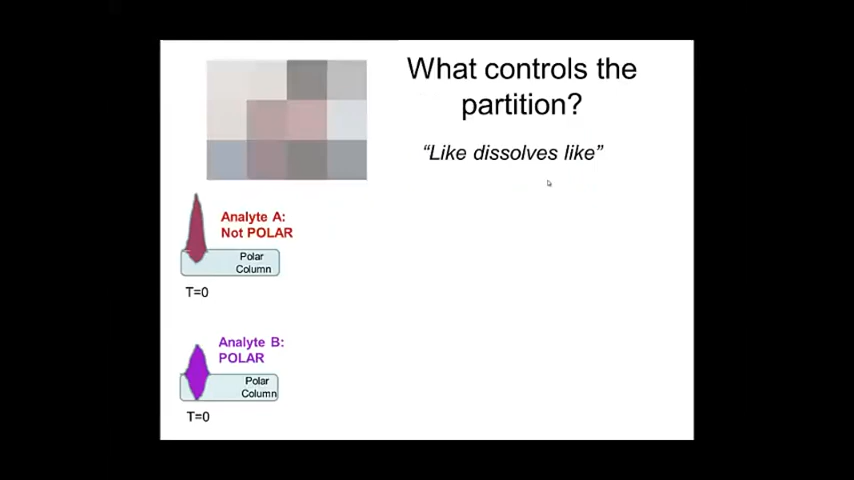 What controls the
partition?
“Like dissolves like”
Analyte A:
Not POLAR
Polar
Column
T=0
Analyte B:
POLAR
Polar
Column
T=0